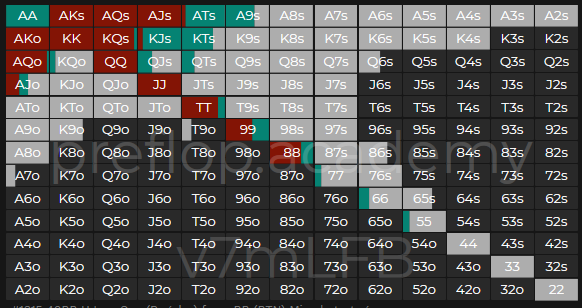 AA AKs AQs AJs ATs A9s A8s A7s A6s A5s A4s A3s A2s
AKo KK KQs KJs KTs K9s K8s K7s K6s K5s K4s K3s K2s
AQo KQo QQ QJs QTs Q9s Q8s Q7s Q6s Q5s Q4s Q3s Q2s
AJo KJo QJo JJ JTs J9s J8s J7s J6s J5s J4s J3s J2s
ATo KTo QTo JTo TT T9s T8s T7s T6s T5s T4s T3s T2s
A9o K9o Q9o J9o T9o 99 98s 97s 96s 95s 94s 93s 92s
A8o K8o Q8o J8o T8o 98o 88 87s 86s 85s 84s 83s 82s
preflop.academy
A7o K7o Q7o J7o T7o 97o 87o 77 76s 75s 74s 73s 72s
A6o K6o Q6o J6o T6o 96o 86o 76o 66 65s 64s 63s 62s
A5o K5o Q5o J5o T5o 95o 85o 75o 65o 55 54s 53s 52s
A4o K4o Q4o J4o T4o 94o 84o 74o 64o 54o 44 43s 42s
v7mLFB
A3o K3o Q3o J3o T3o 93o 83o 73o 63o 53o 43o 33 32s
A2o K2o Q2o J2o T2o 92o 82o 72o 62o 52o 42o 32o 22